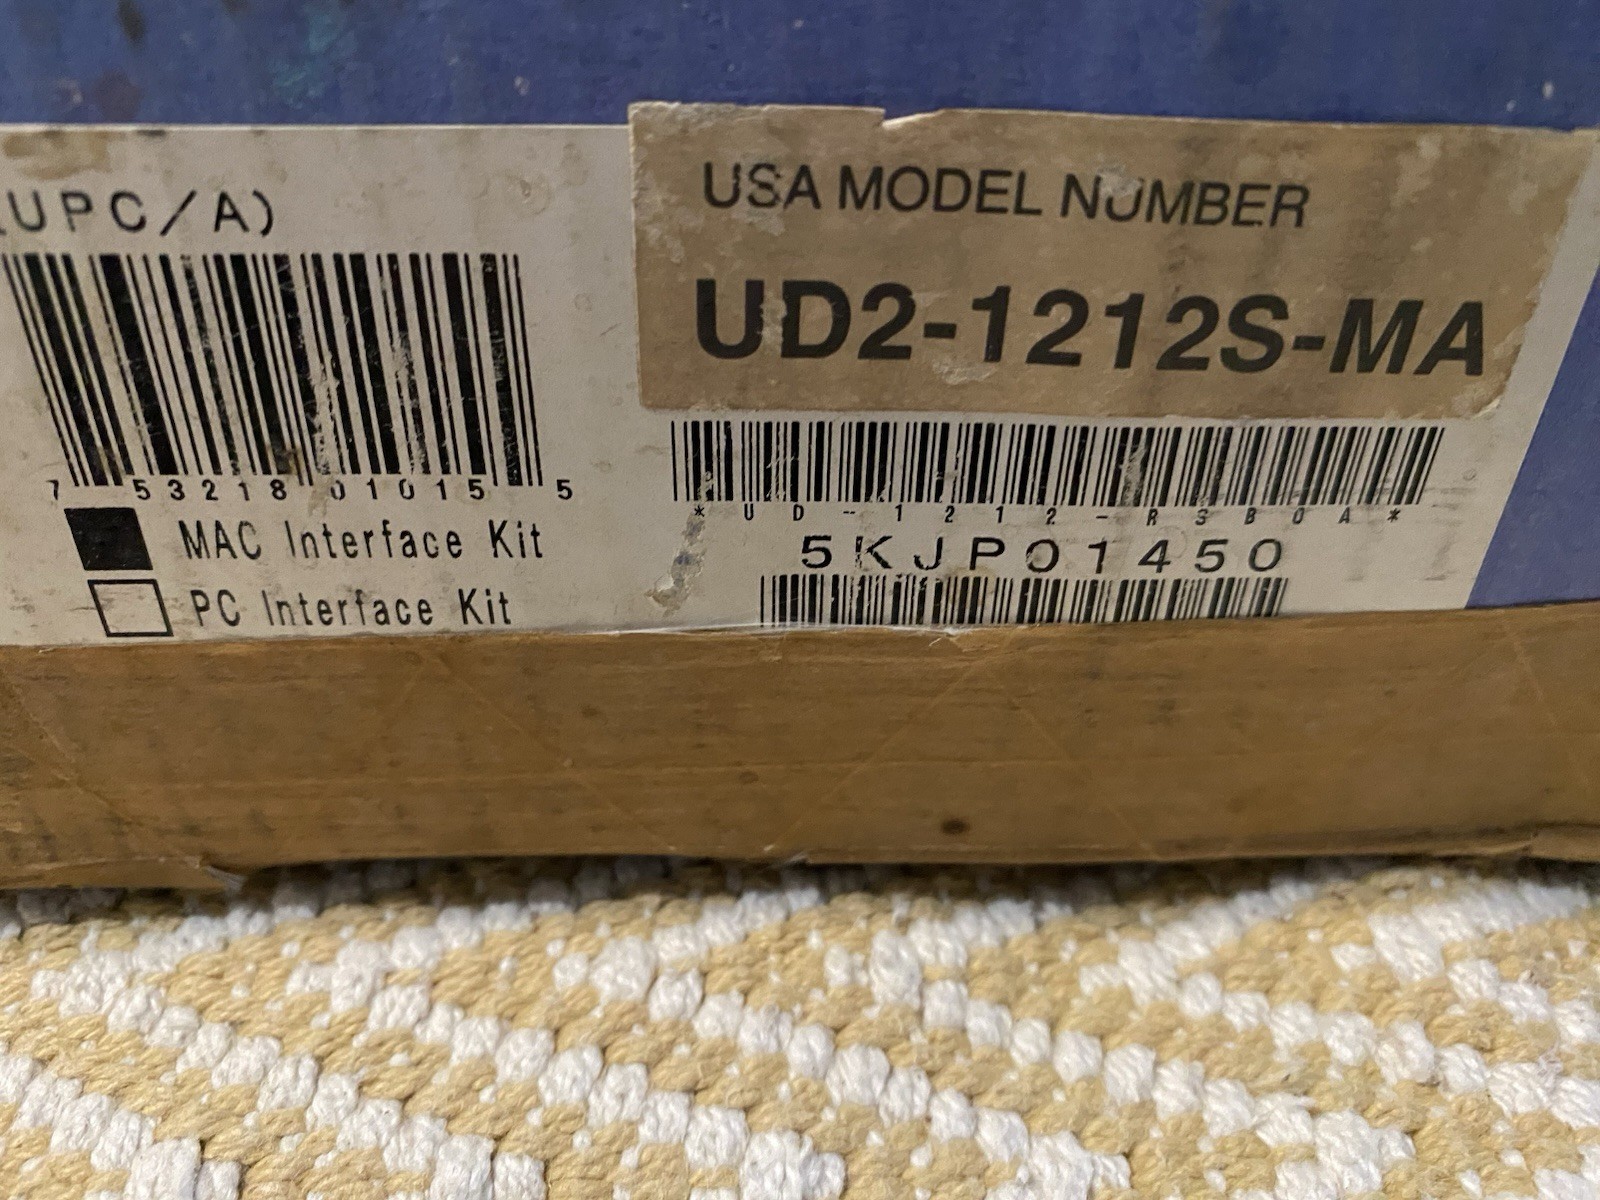 (UPC/A)
7 53218 01015 5
MAC Interface Kit
PC Interface Kit
USA MODEL NUMBER
UD2-1212S-MA
*UD-1212-RSB0A*
5KJP01450